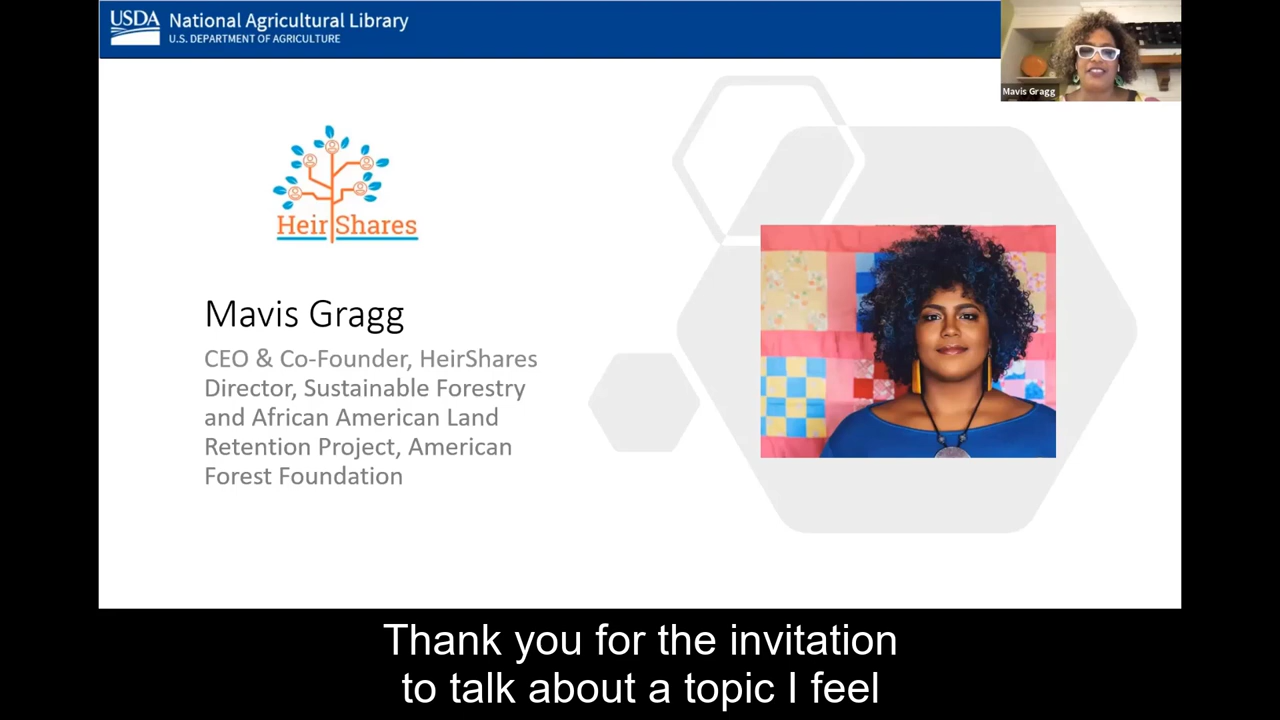 USDA
National Agricultural Library
U.S. DEPARTMENT OF AGRICULTURE
Mavis Gragg
HeirShares
Mavis Gragg
CEO & Co-Founder, HeirShares
Director, Sustainable Forestry
and African American Land
Retention Project, American
Forest Foundation
Thank you for the invitation
to talk about a topic I feel